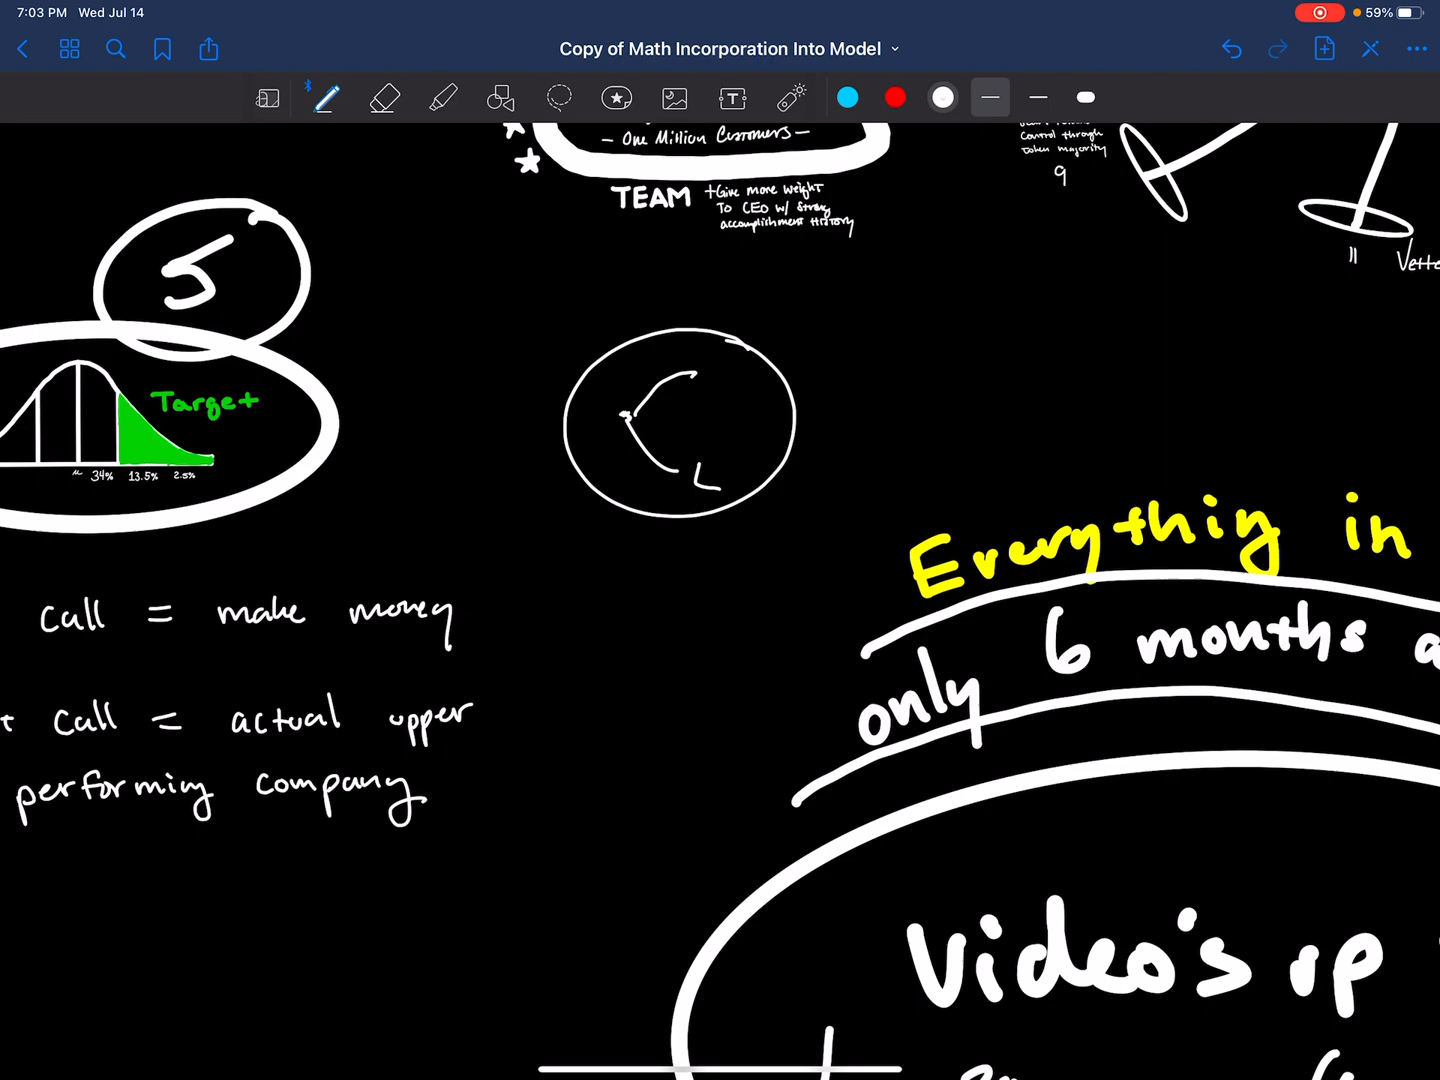 7:03 PM Wed Jul 14
59%
Copy of Math Incorporation Into Model
T
- One Million Customers -
TEAM
+Give more weight
To CEO w/ strong
accomplishment History
Control through
token majority
9
11
5
Target
μ 34% 13.5% 2.5%
call = make money
call = actual upper
performing company
Everythiy in
only 6 months
Video's up